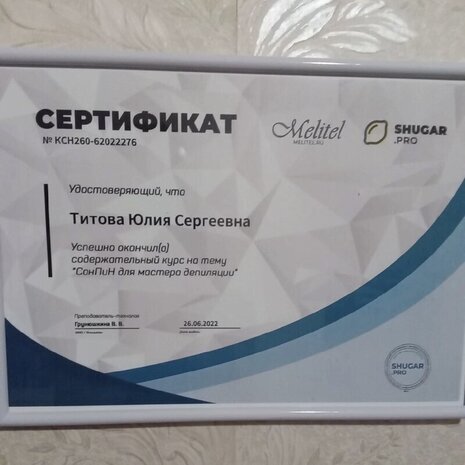 СЕРТИФИКАТ
№ КСН260-62022276
Melitel
MELITEL.RU
SHUGAR
.PRO
Удостоверяющий, что
Титова Юлия Сергеевна
Успешно окончил(а)
содержательный курс на тему
"СанПиН для мастера депиляции"
Преподаватель-технолог
Грунюшкина В. В.
26.06.2022
SHUGAR
.PRO